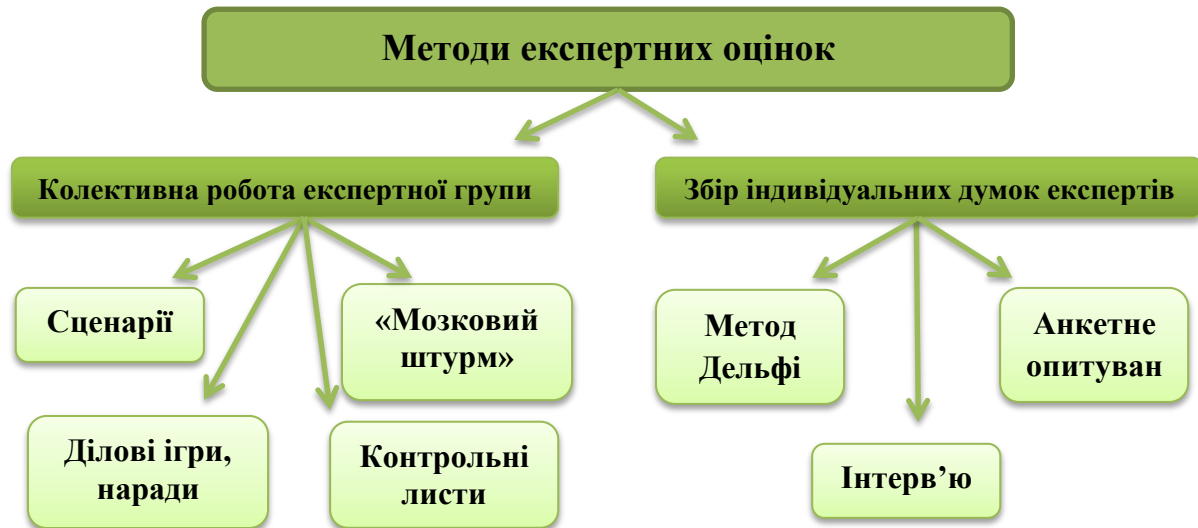 Методи експертних оцінок
Колективна робота експертної групи
Збір індивідуальних думок експертів
Сценарії
«Мозковий
штурм»
Ділові ігри,
наради
Контрольні
листи
Метод
Дельфі
Анкетне
опитуван
Інтерв’ю